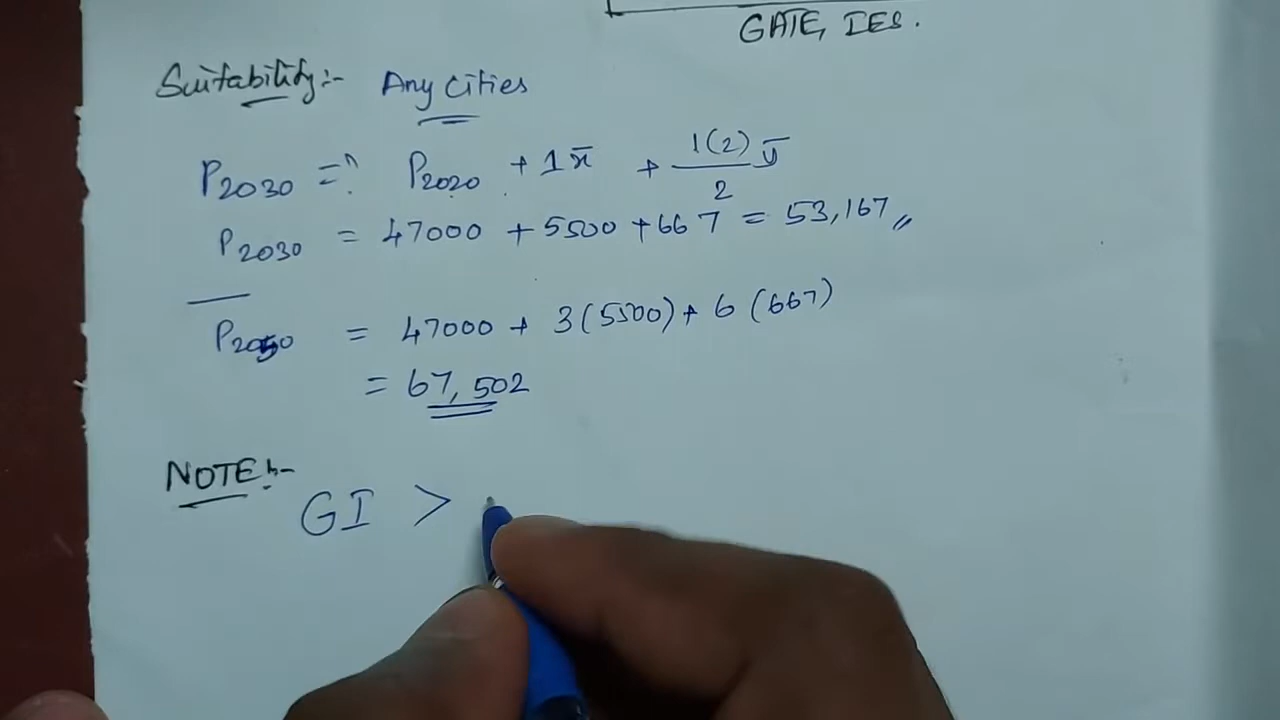 GATE, IES.
Suitability:- Any Cities
P2030 =? P2020 + 1x̄ + 1(2)/2 ȳ
P2030 = 47000 + 5500 + 667 = 53,167,,
P2050 = 47000 + 3(5500) + 6 (667)
= 67,502
NOTE:-
GI >